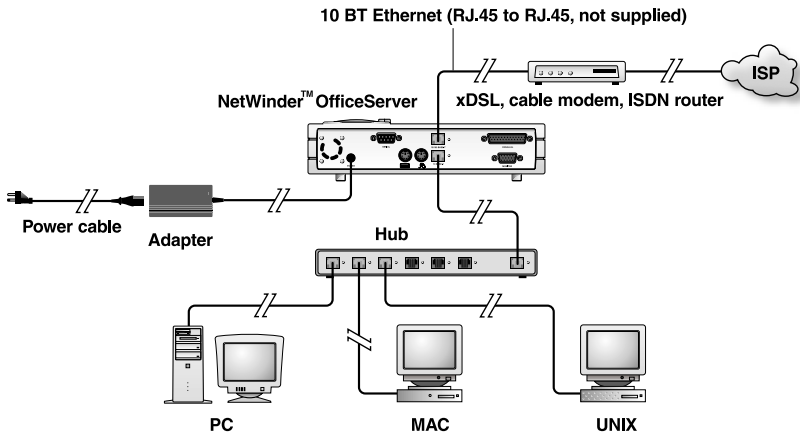 10 BT Ethernet (RJ.45 to RJ.45, not supplied)
ISP
xDSL, cable modem, ISDN router
NetWinder™ OfficeServer
Power cable
Adapter
Hub
PC
MAC
UNIX